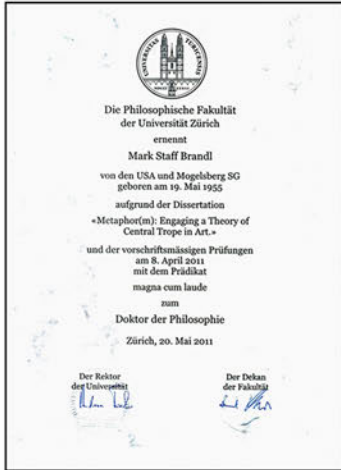 UNIVERSITAS TURICENSIS
MDCCC XXXIII
Die Philosophische Fakultät
der Universität Zürich
ernennt
Mark Staff Brandl
von den USA und Mogelsberg SG
geboren am 19. Mai 1955
aufgrund der Dissertation
«Metaphor(m): Engaging a Theory of
Central Trope in Art.»
und der vorschriftsmässigen Prüfungen
am 8. April 2011
mit dem Prädikat
magna cum laude
zum
Doktor der Philosophie
Zürich, 20. Mai 2011
Der Rektor
der Universität
Der Dekan
der Fakultät